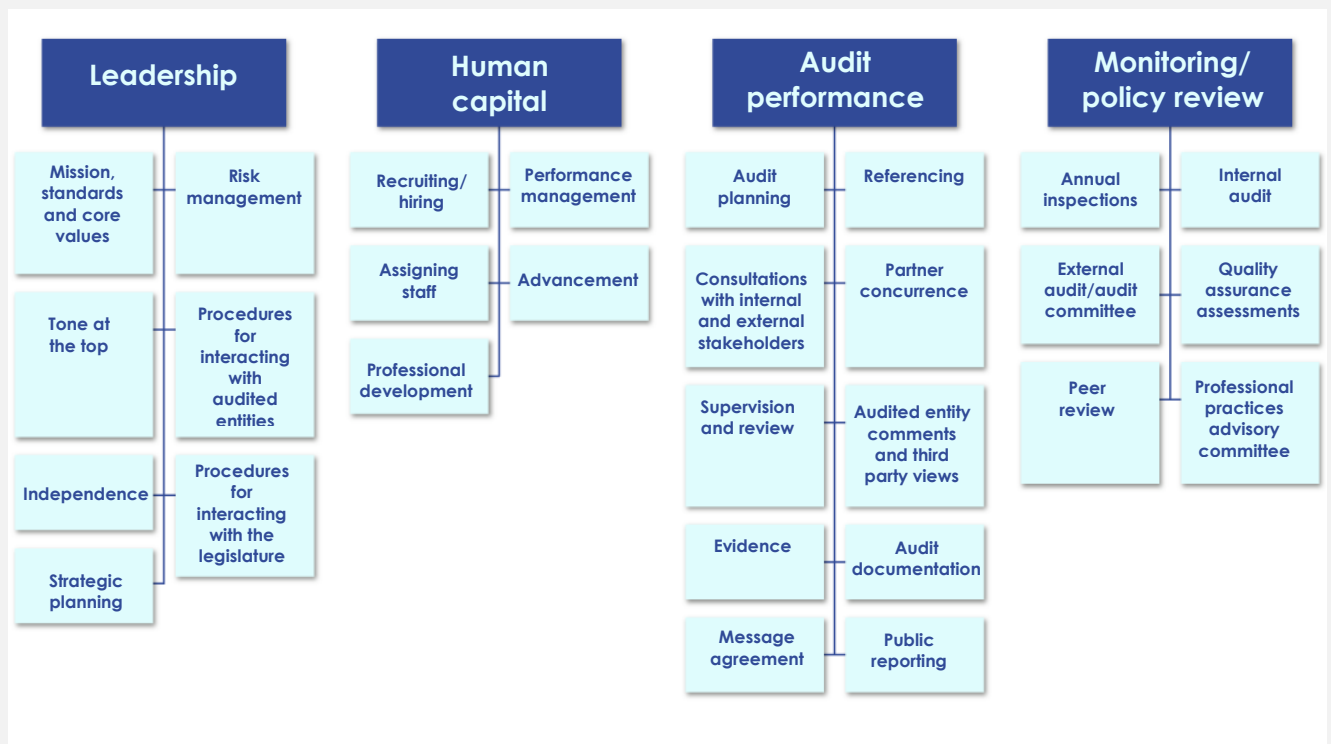 Leadership
Mission,
standards
and core
values
Risk
management
Tone at
the top
Procedures
for
interacting
with
audited
entities
Independence
Procedures
for
interacting
with the
legislature
Strategic
planning
Human
capital
Recruiting/
hiring
Performance
management
Assigning
staff
Advancement
Professional
development
Audit
performance
Audit
planning
Referencing
Consultations
with internal
and external
stakeholders
Partner
concurrence
Supervision
and review
Audited entity
comments
and third
party views
Evidence
Audit
documentation
Message
agreement
Public
reporting
Monitoring/
policy review
Annual
inspections
Internal
audit
External
audit/audit
committee
Quality
assurance
assessments
Peer
review
Professional
practices
advisory
committee